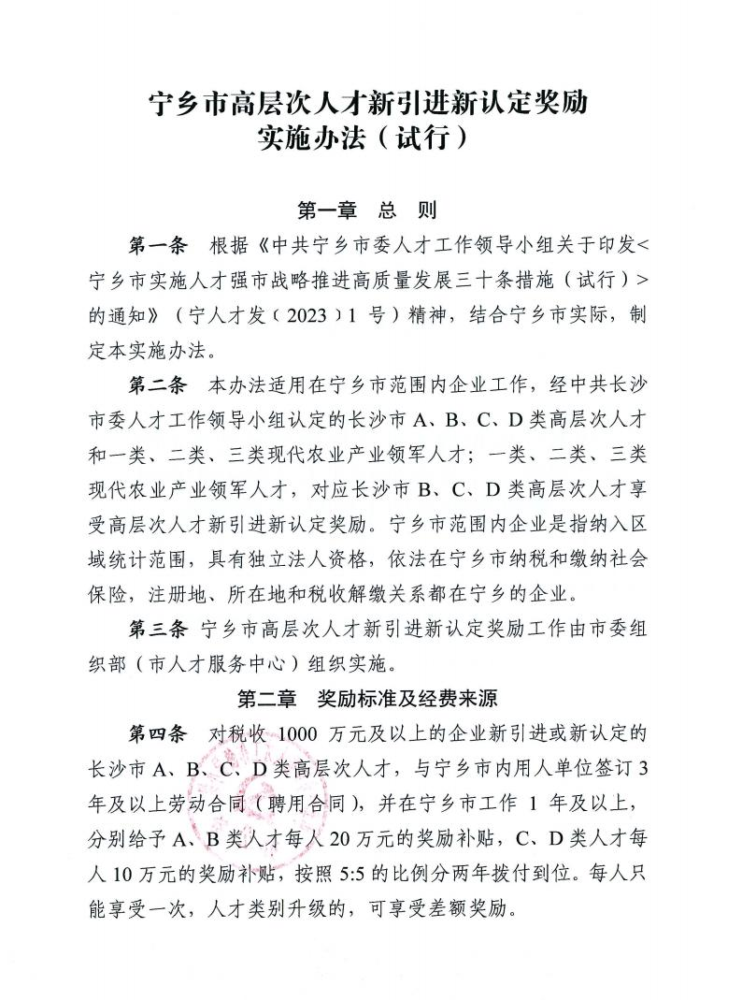 宁乡市高层次人才新引进新认定奖励
实施办法（试行）
第一章 总 则
第一条 根据《中共宁乡市委人才工作领导小组关于印发<
宁乡市实施人才强市战略推进高质量发展三十条措施（试行）>
的通知》（宁人才发﹝2023﹞1 号）精神，结合宁乡市实际，制
定本实施办法。
第二条 本办法适用在宁乡市范围内企业工作，经中共长沙
市委人才工作领导小组认定的长沙市 A、B、C、D 类高层次人才
和一类、二类、三类现代农业产业领军人才；一类、二类、三类
现代农业产业领军人才，对应长沙市 B、C、D 类高层次人才享
受高层次人才新引进新认定奖励。宁乡市范围内企业是指纳入区
域统计范围，具有独立法人资格，依法在宁乡市纳税和缴纳社会
保险，注册地、所在地和税收解缴关系都在宁乡的企业。
第三条 宁乡市高层次人才新引进新认定奖励工作由市委组
织部（市人才服务中心）组织实施。
第二章 奖励标准及经费来源
第四条 对税收 1000 万元及以上的企业新引进或新认定的
长沙市 A、B、C、D 类高层次人才，与宁乡市内用人单位签订 3
年及以上劳动合同（聘用合同），并在宁乡市工作 1 年及以上，
分别给予 A、B 类人才每人 20 万元的奖励补贴，C、D 类人才每
人 10 万元的奖励补贴，按照 5:5 的比例分两年拨付到位。每人只
能享受一次，人才类别升级的，可享受差额奖励。